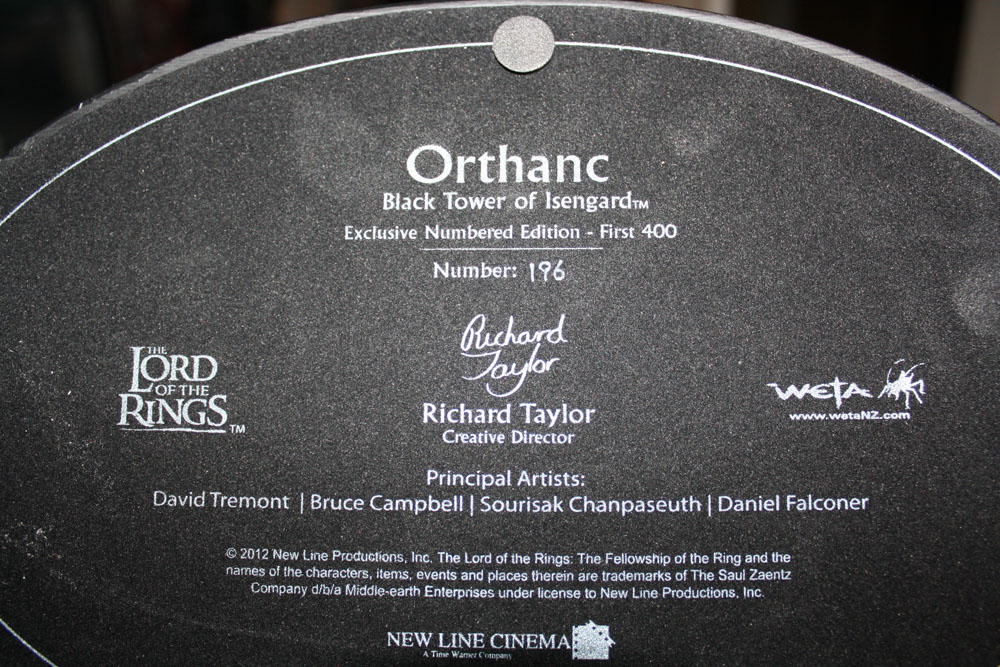 Orthanc
Black Tower of Isengard™
Exclusive Numbered Edition - First 400
Number: 196
Richard
Taylor
THE
LORD
OF THE
RINGS™
Richard Taylor
Creative Director
WETA
www.wetaNZ.com
Principal Artists:
David Tremont | Bruce Campbell | Sourisak Chanpaseuth | Daniel Falconer
© 2012 New Line Productions, Inc. The Lord of the Rings: The Fellowship of the Ring and the
names of the characters, items, events and places therein are trademarks of The Saul Zaentz
Company d/b/a Middle-earth Enterprises under license to New Line Productions, Inc.
NEW LINE CINEMA
A Time Warner Company